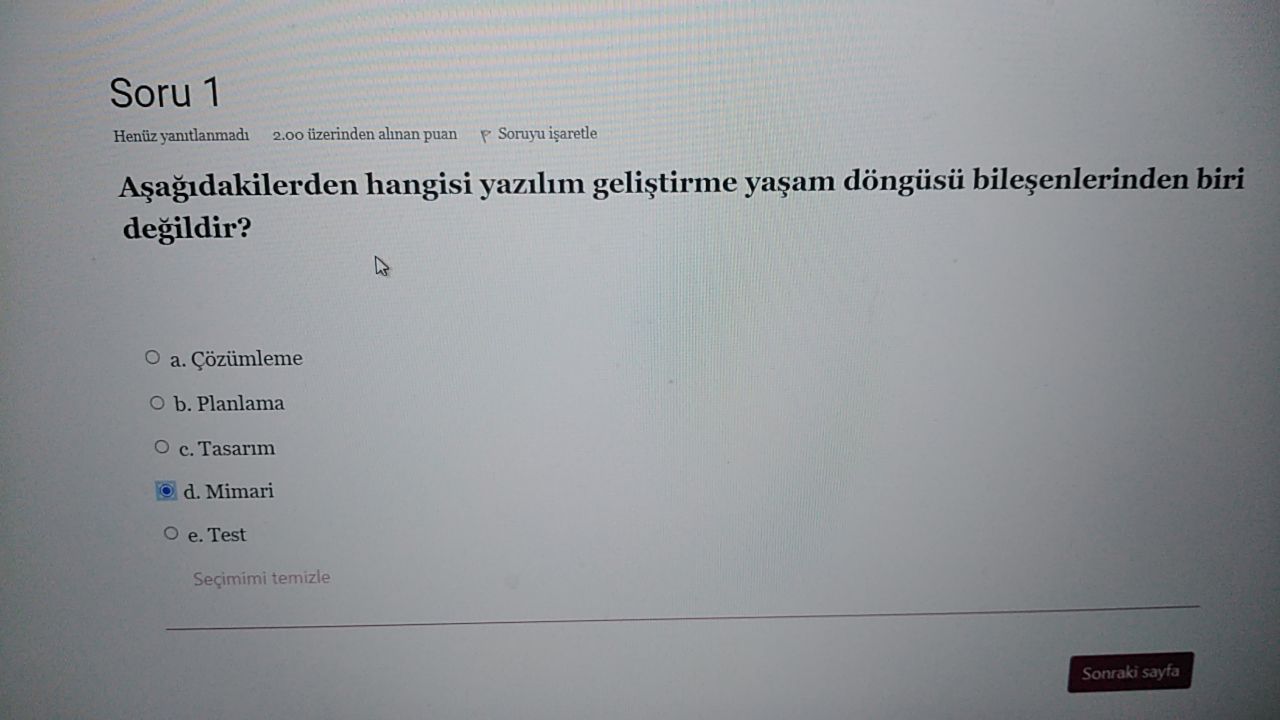 Soru 1
Henüz yanıtlanmadı 2.00 üzerinden alınan puan Soruyu işaretle
Aşağıdakilerden hangisi yazılım geliştirme yaşam döngüsü bileşenlerinden biri
değildir?
a. Çözümleme
b. Planlama
c. Tasarım
d. Mimari
e. Test
Seçimimi temizle
Sonraki sayfa